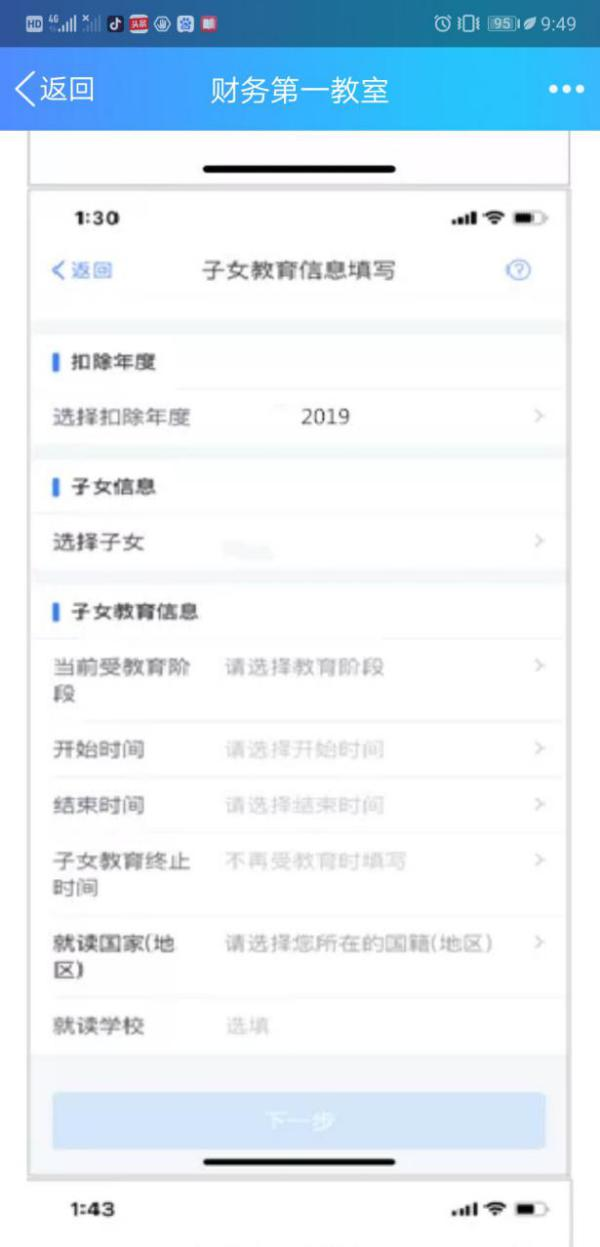 HD 4G 头条 95 9:49
返回 财务第一教室
1:30
返回 子女教育信息填写
扣除年度
选择扣除年度 2019
子女信息
选择子女
子女教育信息
当前受教育阶 请选择教育阶段
段
开始时间 请选择开始时间
结束时间 请选择结束时间
子女教育终止 不再受教育时填写
时间
就读国家(地 请选择您所在的国籍(地区)
区)
就读学校 选填
下一步
1:43